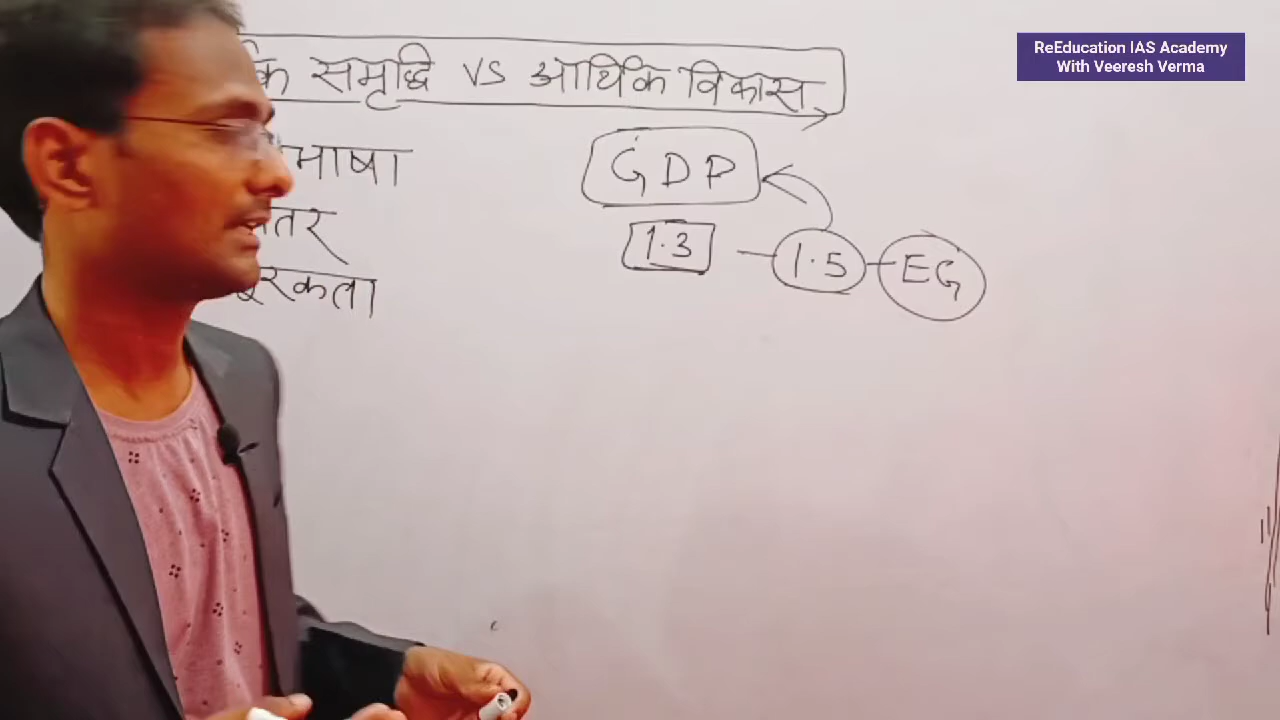 समृद्धि VS आर्थिक विकास
GDP
1.3 - 1.5 - EG
ReEducation IAS Academy
With Veeresh Verma